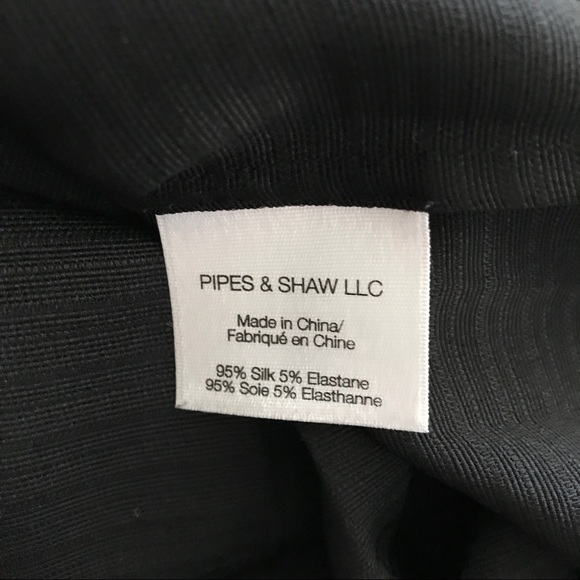 PIPES & SHAW LLC
Made in China/
Fabriqué en Chine
95% Silk 5% Elastane
95% Soie 5% Elasthanne